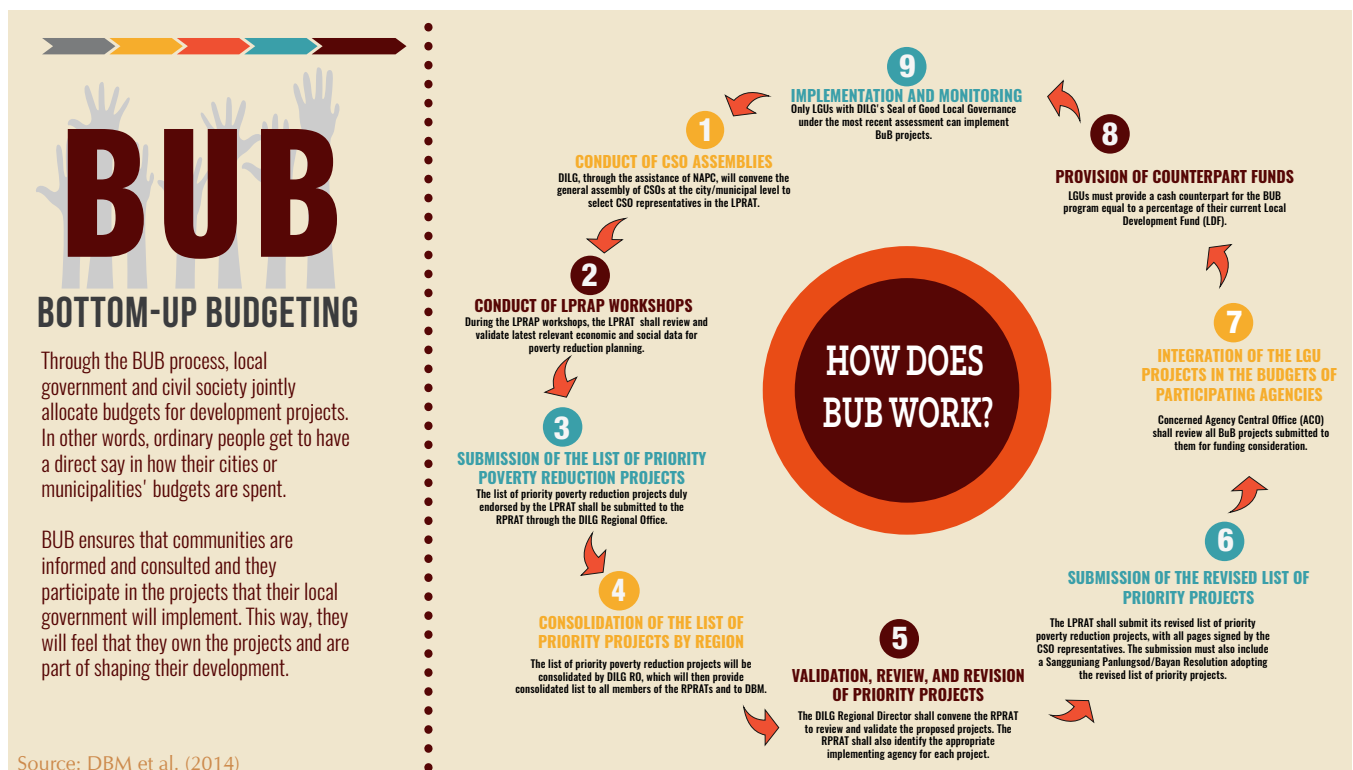 BUB
BOTTOM-UP BUDGETING
Through the BUB process, local
government and civil society jointly
allocate budgets for development projects.
In other words, ordinary people get to have
a direct say in how their cities or
municipalities' budgets are spent.
BUB ensures that communities are
informed and consulted and they
participate in the projects that their local
government will implement. This way, they
will feel that they own the projects and are
part of shaping their development.
Source: DBM et al. (2014)
HOW DOES
BUB WORK?
1
CONDUCT OF CSO ASSEMBLIES
DILG, through the assistance of NAPC, will convene the
general assembly of CSOs at the city/municipal level to
select CSO representatives in the LPRAT.
2
CONDUCT OF LPRAP WORKSHOPS
During the LPRAP workshops, the LPRAT shall review and
validate latest relevant economic and social data for
poverty reduction planning.
3
SUBMISSION OF THE LIST OF PRIORITY
POVERTY REDUCTION PROJECTS
The list of priority poverty reduction projects duly
endorsed by the LPRAT shall be submitted to the
RPRAT through the DILG Regional Office.
4
CONSOLIDATION OF THE LIST OF
PRIORITY PROJECTS BY REGION
The list of priority poverty reduction projects will be
consolidated by DILG RO, which will then provide
consolidated list to all members of the RPRATs and to DBM.
5
VALIDATION, REVIEW, AND REVISION
OF PRIORITY PROJECTS
The DILG Regional Director shall convene the RPRAT
to review and validate the proposed projects. The
RPRAT shall also identify the appropriate
implementing agency for each project.
6
SUBMISSION OF THE REVISED LIST OF
PRIORITY PROJECTS
The LPRAT shall submit its revised list of priority
poverty reduction projects, with all pages signed by the
CSO representatives. The submission must also include
a Sangguniang Panlungsod/Bayan Resolution adopting
the revised list of priority projects.
7
INTEGRATION OF THE LGU
PROJECTS IN THE BUDGETS OF
PARTICIPATING AGENCIES
Concerned Agency Central Office (ACO)
shall review all BuB projects submitted to
them for funding consideration.
8
PROVISION OF COUNTERPART FUNDS
LGUs must provide a cash counterpart for the BUB
program equal to a percentage of their current Local
Development Fund (LDF).
9
IMPLEMENTATION AND MONITORING
Only LGUs with DILG's Seal of Good Local Governance
under the most recent assessment can implement
BuB projects.